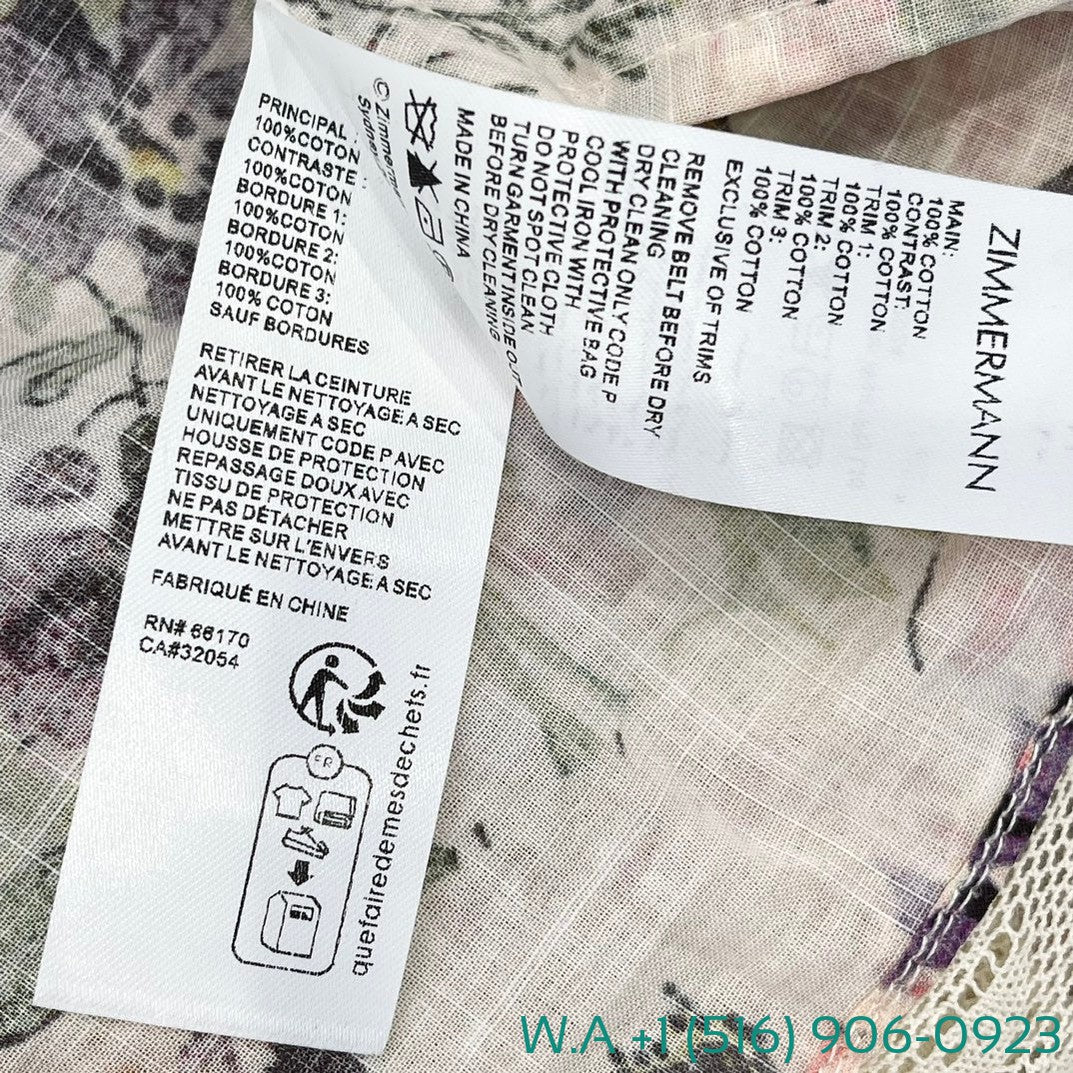 ZIMMERMANN
MAIN:
100% COTTON
CONTRAST:
100% COTTON
TRIM 1:
100% COTTON
TRIM 2:
100% COTTON
TRIM 3:
100% COTTON
EXCLUSIVE OF TRIMS
REMOVE BELT BEFORE DRY
CLEANING
DRY CLEAN ONLY CODE P
WITH PROTECTIVE BAG
COOL IRON WITH
PROTECTIVE CLOTH
DO NOT SPOT CLEAN
TURN GARMENT INSIDE OUT
BEFORE DRY CLEANING
MADE IN CHINA
Sydney
PRINCIPAL :
100%COTON
CONTRASTE :
100%COTON
BORDURE 1:
100%COTON
BORDURE 2:
100%COTON
BORDURE 3:
100% COTON
SAUF BORDURES
RETIRER LA CEINTURE
AVANT LE NETTOYAGE A SEC
NETTOYAGE A SEC
UNIQUEMENT CODE P AVEC
HOUSSE DE PROTECTION
REPASSAGE DOUX AVEC
TISSU DE PROTECTION
NE PAS DÉTACHER
METTRE SUR L'ENVERS
AVANT LE NETTOYAGE A SEC
FABRIQUÉ EN CHINE
RN# 66170
CA#32054
FR
quefairedemesdechets.fr
W.A +1 (516) 906-0923